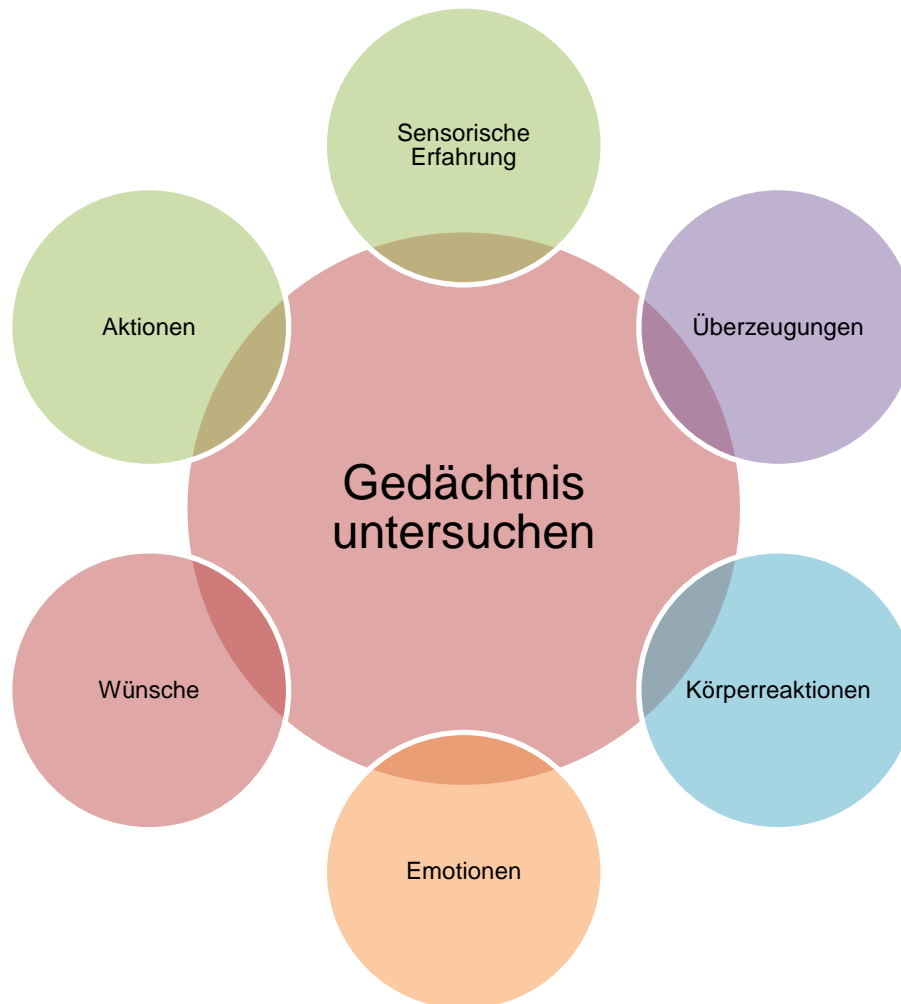 Sensorische
Erfahrung
Überzeugungen
Körperreaktionen
Emotionen
Wünsche
Aktionen
Gedächtnis
untersuchen